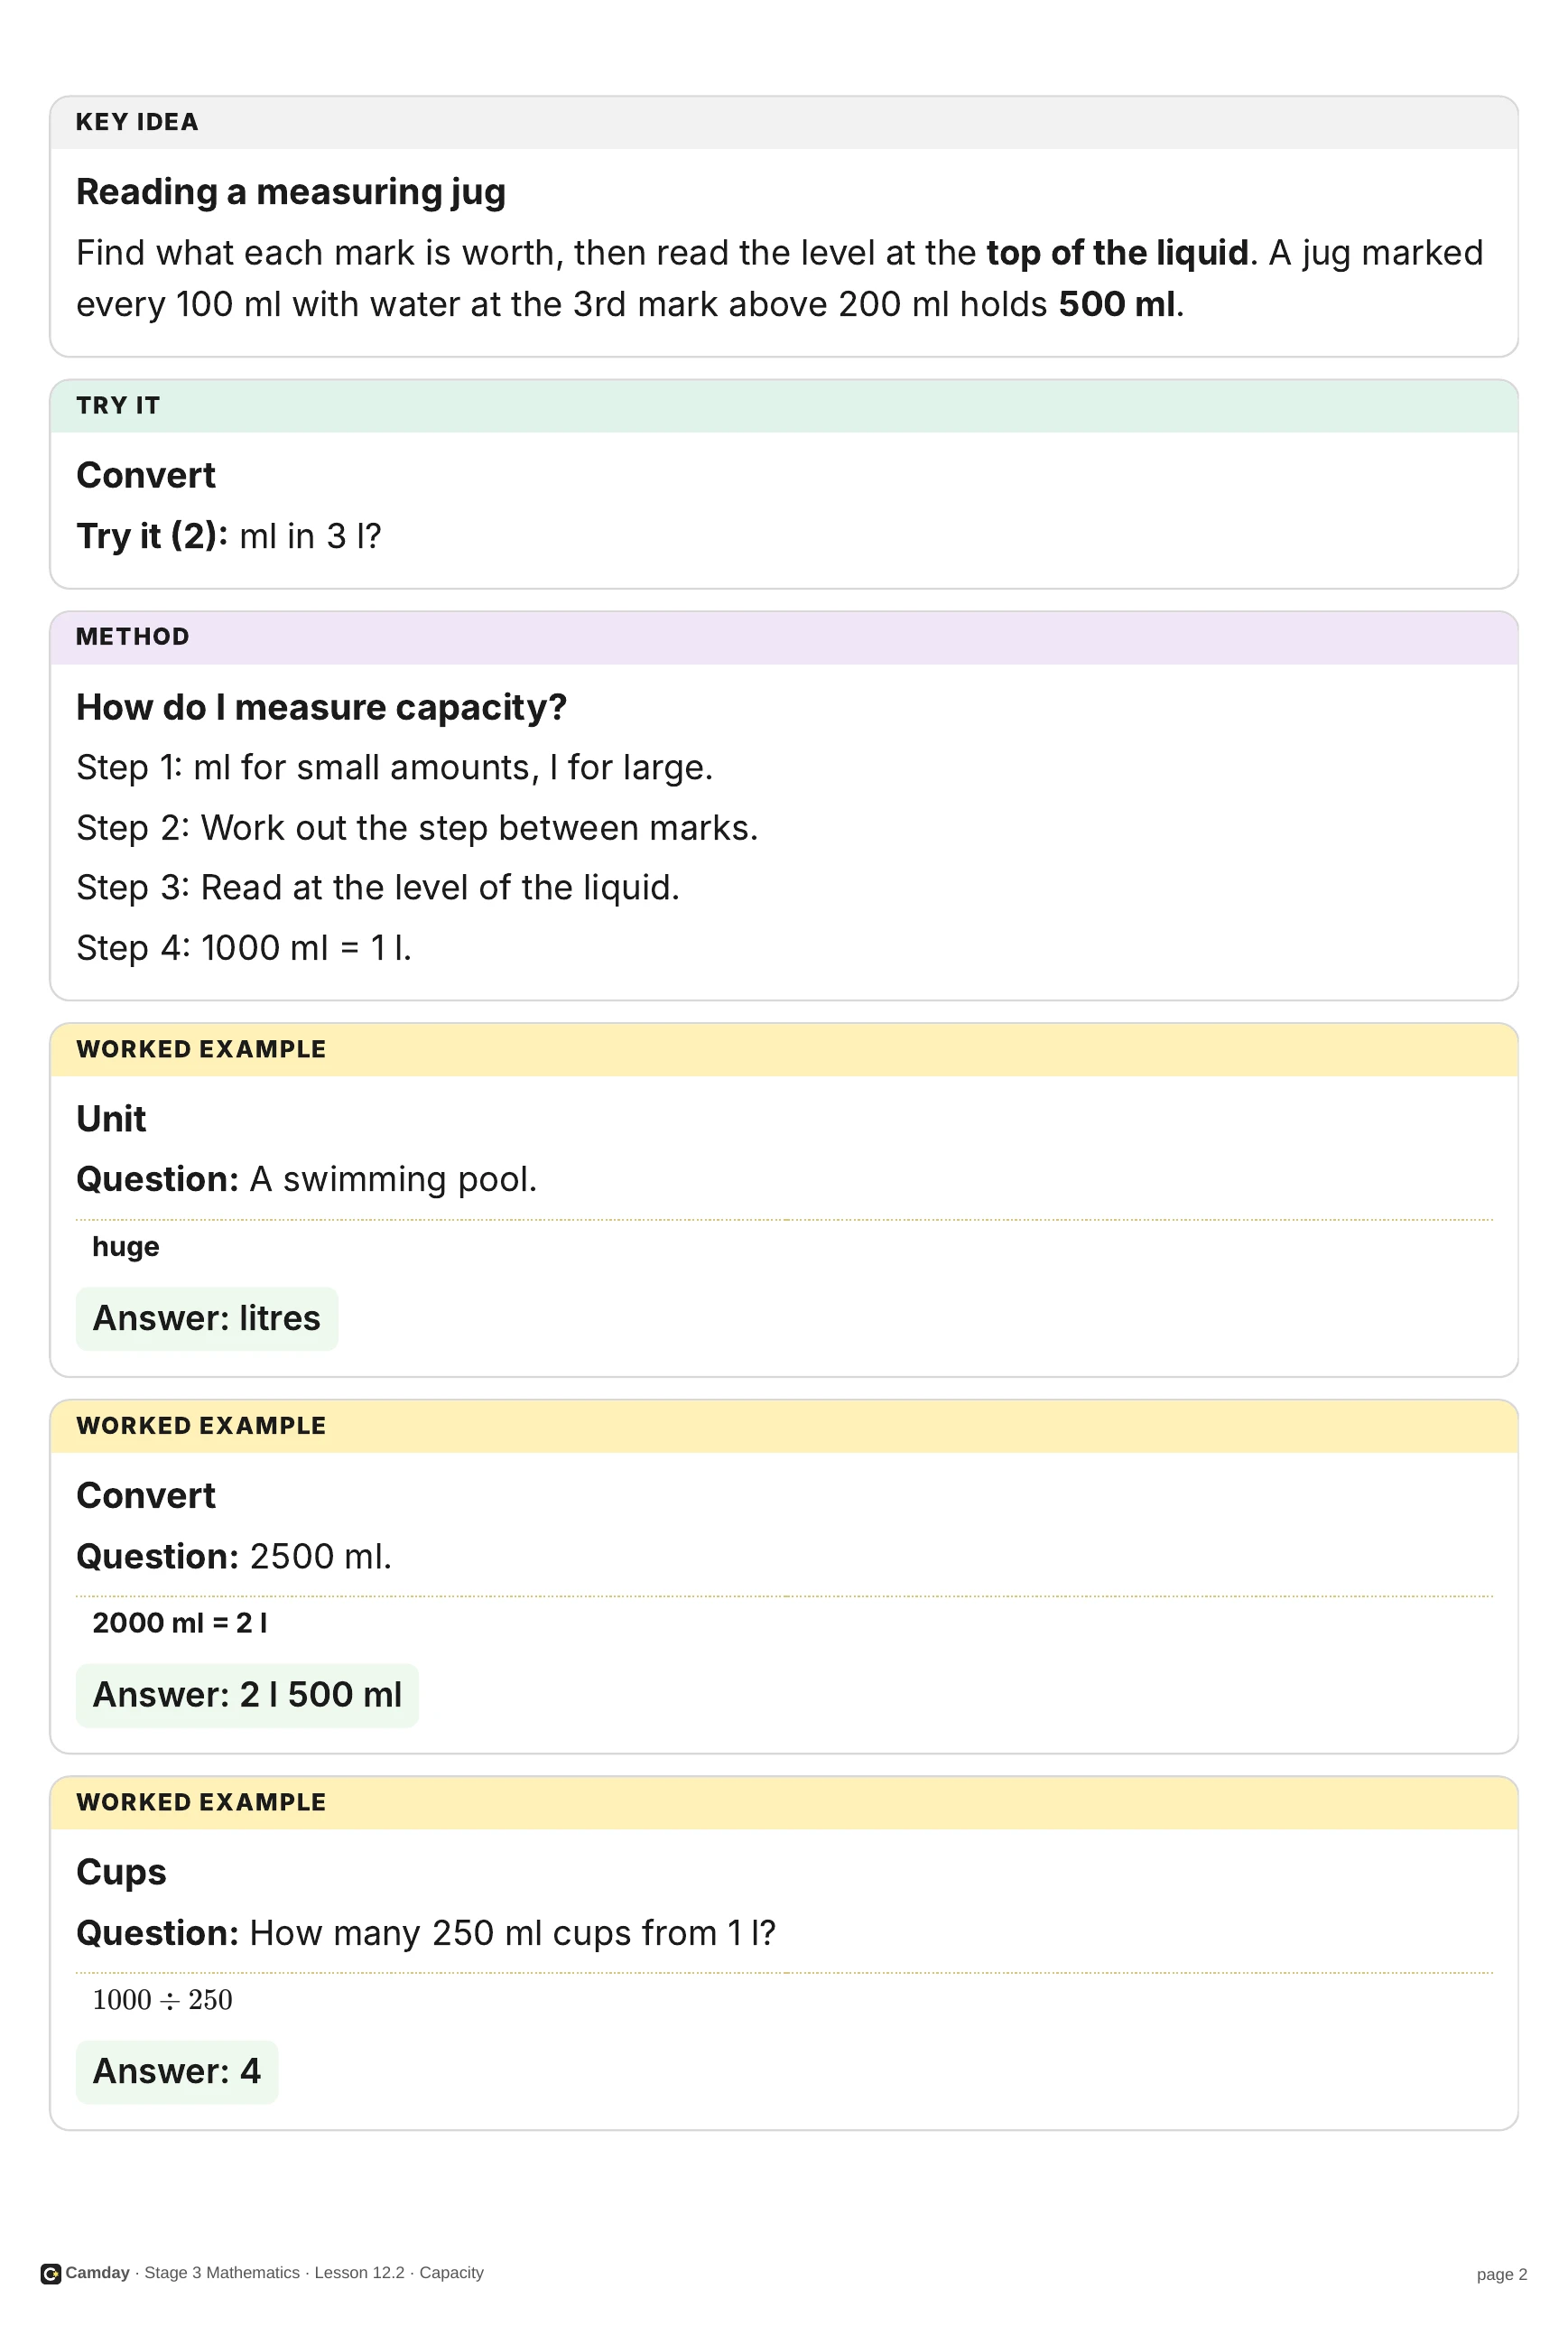 KEY IDEA
Reading a measuring jug
Find what each mark is worth, then read the level at the top of the liquid. A jug marked
every 100 ml with water at the 3rd mark above 200 ml holds 500 ml.
TRY IT
Convert
Try it (2): ml in 3 l?
METHOD
How do I measure capacity?
Step 1: ml for small amounts, l for large.
Step 2: Work out the step between marks.
Step 3: Read at the level of the liquid.
Step 4: 1000 ml = 1 l.
WORKED EXAMPLE
Unit
Question: A swimming pool.
huge
Answer: litres
WORKED EXAMPLE
Convert
Question: 2500 ml.
2000 ml = 2 l
Answer: 2 l 500 ml
WORKED EXAMPLE
Cups
Question: How many 250 ml cups from 1 l?
1000 ÷ 250
Answer: 4
Camday · Stage 3 Mathematics · Lesson 12.2 · Capacity
page 2